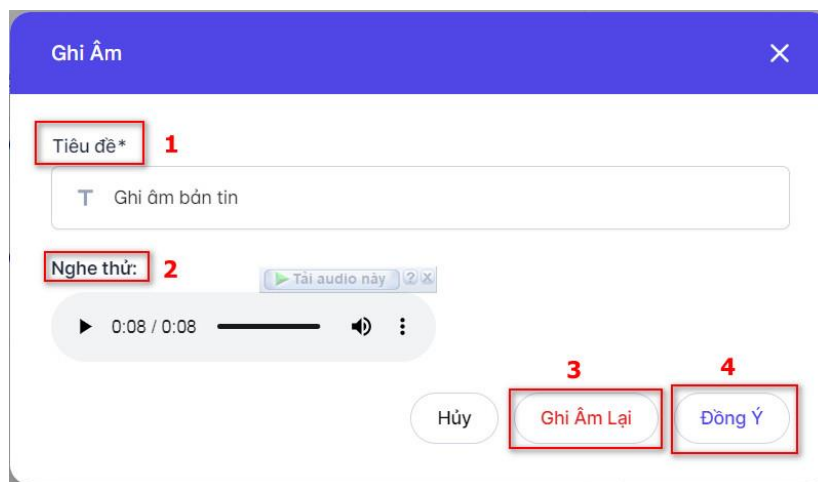 Ghi Âm
Tiêu đề* 1
Ghi âm bản tin
Nghe thử: 2
Tải audio này ? X
0:08 / 0:08
3 4
Hủy Ghi Âm Lại Đồng Ý